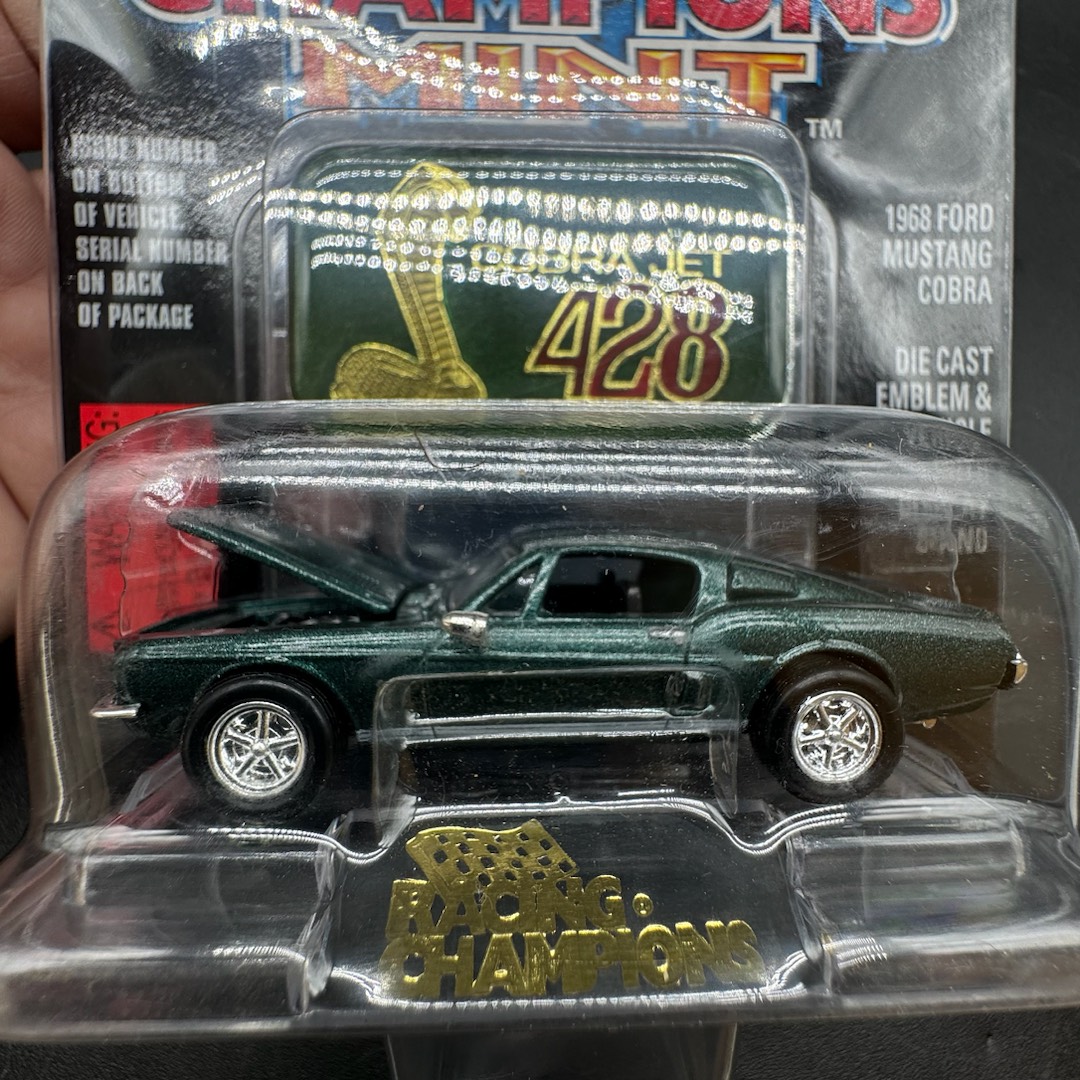 CHAMPIONS
MINT
TM
ISSUE NUMBER
ON BOTTOM
OF VEHICLE,
SERIAL NUMBER
ON BACK
OF PACKAGE
COBRA JET
428
1968 FORD
MUSTANG
COBRA
DIE CAST
EMBLEM &
STAND
RACING
CHAMPIONS